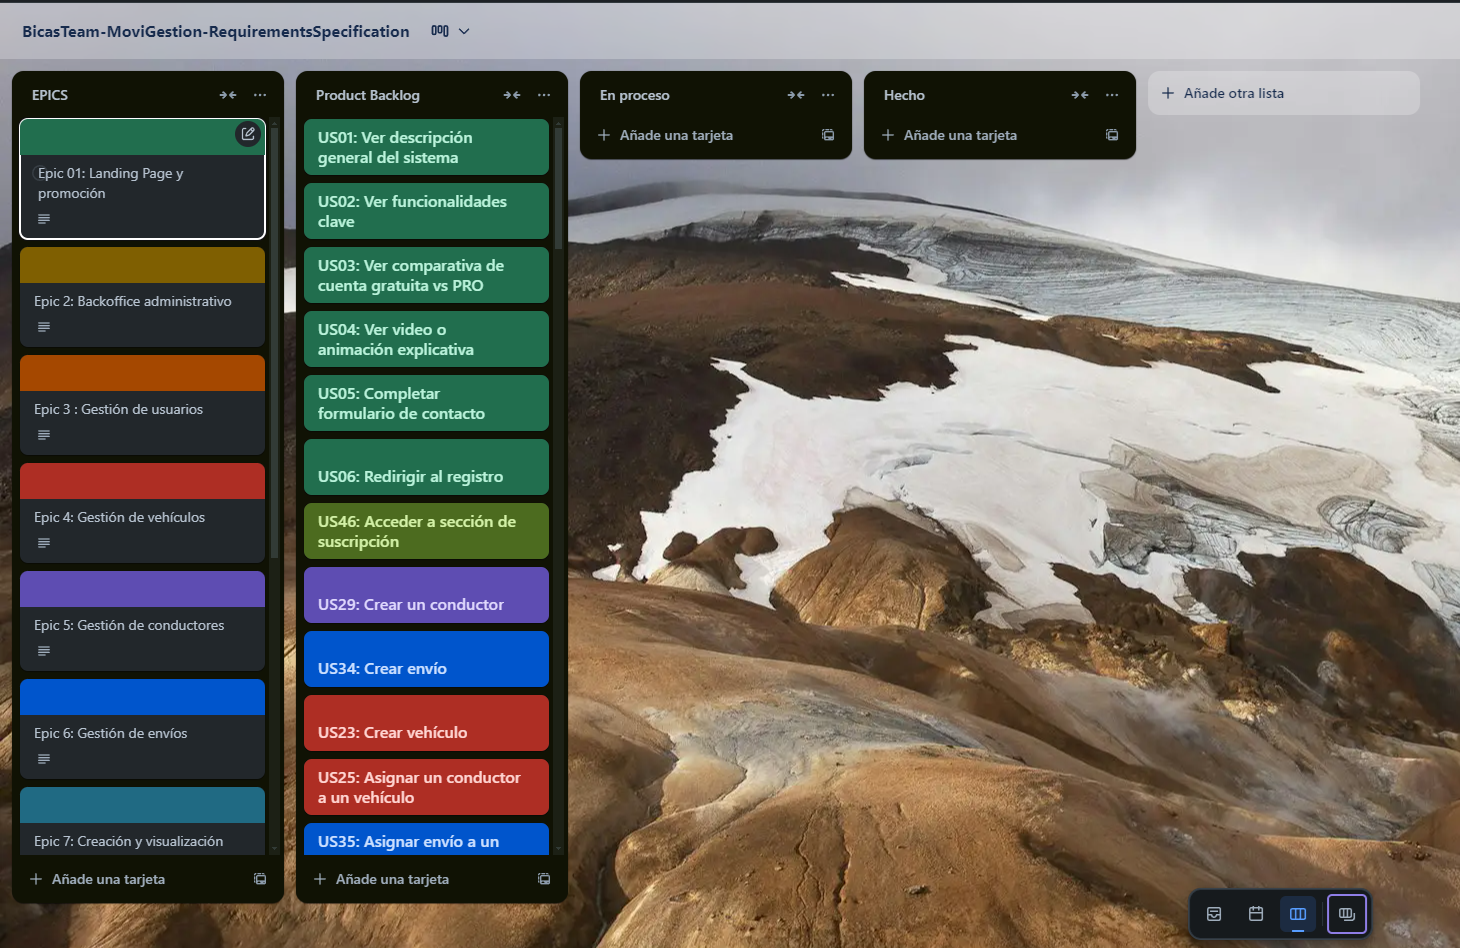 BicasTeam-MoviGestion-RequirementsSpecification
EPICS
Epic 01: Landing Page y
promoción
Epic 2: Backoffice administrativo
Epic 3 : Gestión de usuarios
Epic 4: Gestión de vehículos
Epic 5: Gestión de conductores
Epic 6: Gestión de envíos
Epic 7: Creación y visualización
Añade una tarjeta
Product Backlog
US01: Ver descripción
general del sistema
US02: Ver funcionalidades
clave
US03: Ver comparativa de
cuenta gratuita vs PRO
US04: Ver video o
animación explicativa
US05: Completar
formulario de contacto
US06: Redirigir al registro
US46: Acceder a sección de
suscripción
US29: Crear un conductor
US34: Crear envío
US23: Crear vehículo
US25: Asignar un conductor
a un vehículo
US35: Asignar envío a un
Añade una tarjeta
En proceso
Añade una tarjeta
Hecho
Añade una tarjeta
Añade otra lista